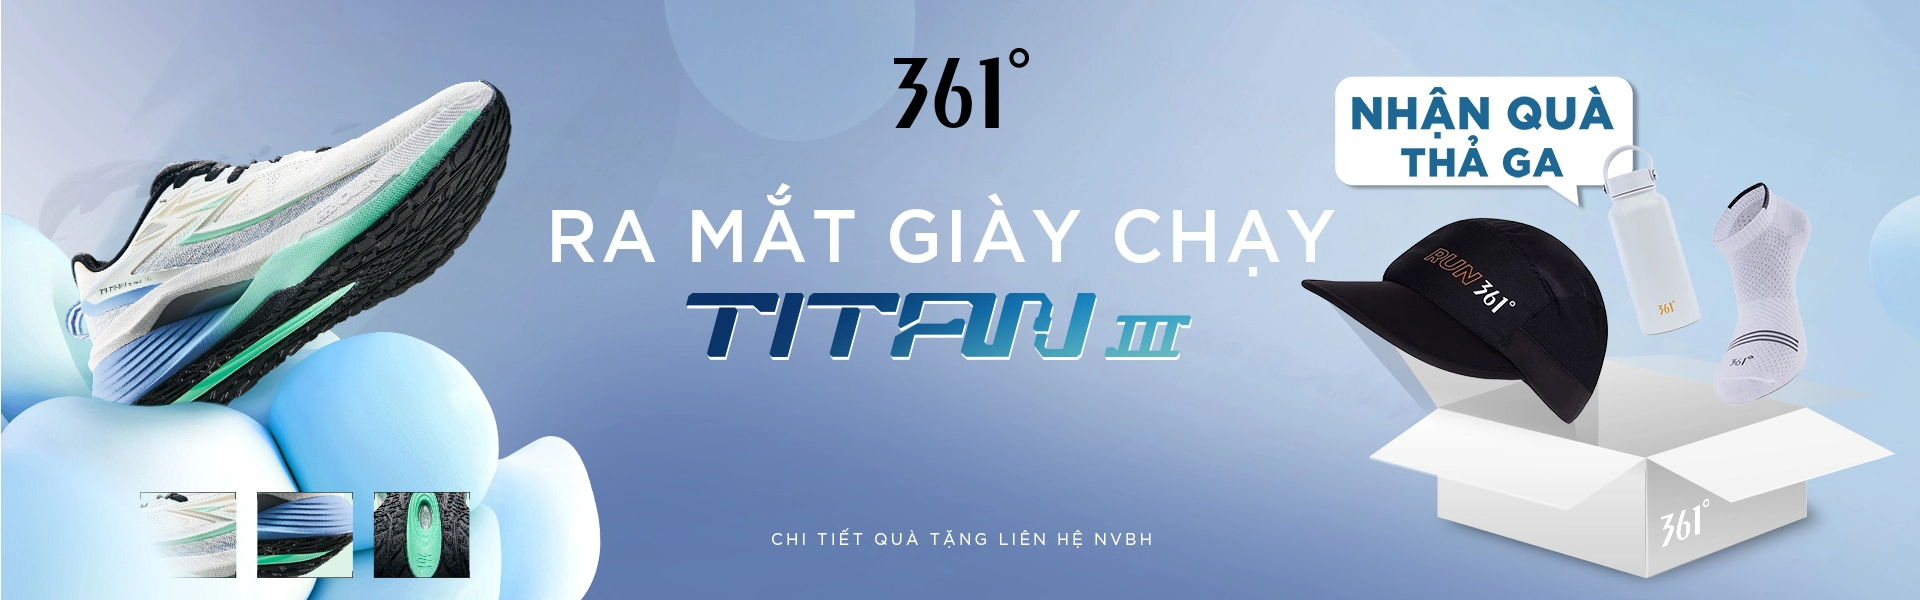 361°
RA MẮT GIÀY CHẠY
TITAN III
CHI TIẾT QUÀ TẶNG LIÊN HỆ NVBH
NHẬN QUÀ
THẢ GA
RUN 361°
361°
361°
361°
TITAN